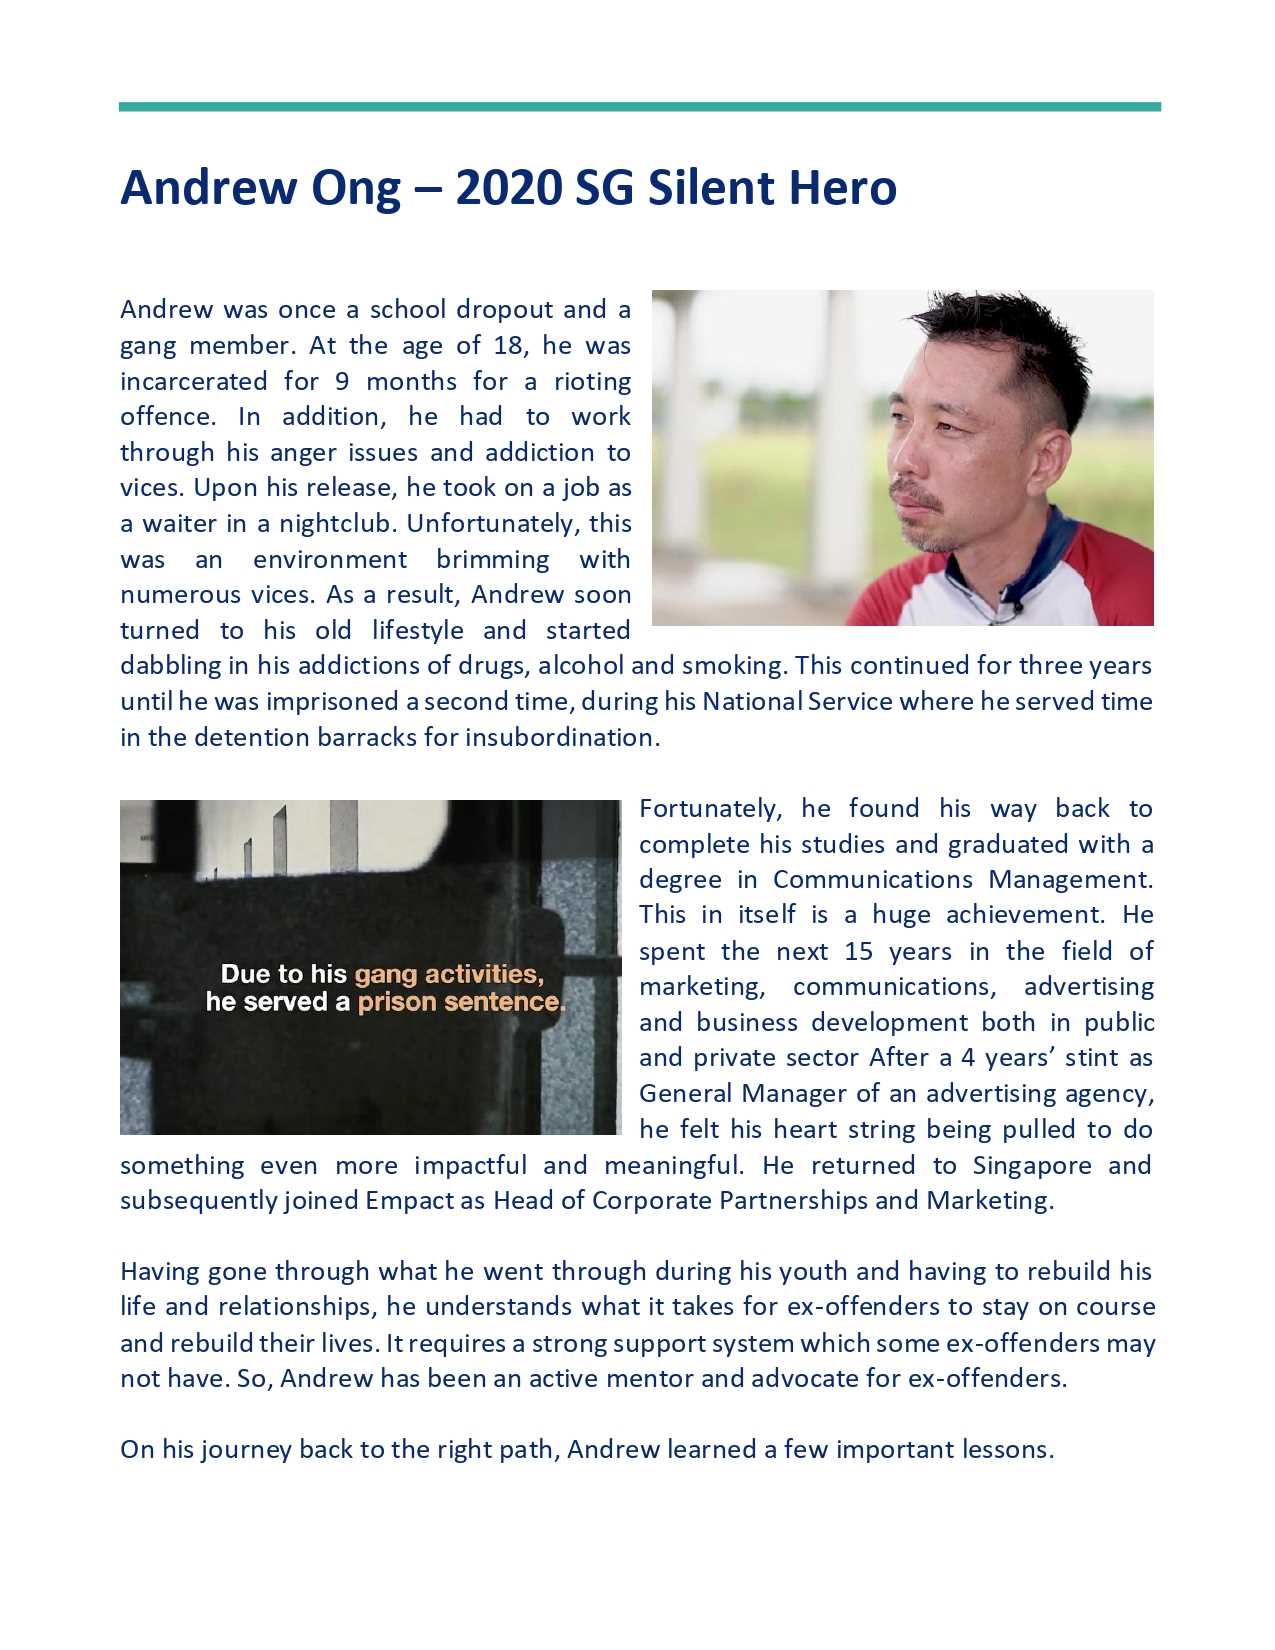 Andrew Ong – 2020 SG Silent Hero
Andrew was once a school dropout and a
gang member. At the age of 18, he was
incarcerated for 9 months for a rioting
offence. In addition, he had to work
through his anger issues and addiction to
vices. Upon his release, he took on a job as
a waiter in a nightclub. Unfortunately, this
was an environment brimming with
numerous vices. As a result, Andrew soon
turned to his old lifestyle and started
dabbling in his addictions of drugs, alcohol and smoking. This continued for three years
until he was imprisoned a second time, during his National Service where he served time
in the detention barracks for insubordination.
Due to his gang activities,
he served a prison sentence.
Fortunately, he found his way back to
complete his studies and graduated with a
degree in Communications Management.
This in itself is a huge achievement. He
spent the next 15 years in the field of
marketing, communications, advertising
and business development both in public
and private sector After a 4 years’ stint as
General Manager of an advertising agency,
he felt his heart string being pulled to do
something even more impactful and meaningful. He returned to Singapore and
subsequently joined Empact as Head of Corporate Partnerships and Marketing.
Having gone through what he went through during his youth and having to rebuild his
life and relationships, he understands what it takes for ex-offenders to stay on course
and rebuild their lives. It requires a strong support system which some ex-offenders may
not have. So, Andrew has been an active mentor and advocate for ex-offenders.
On his journey back to the right path, Andrew learned a few important lessons.